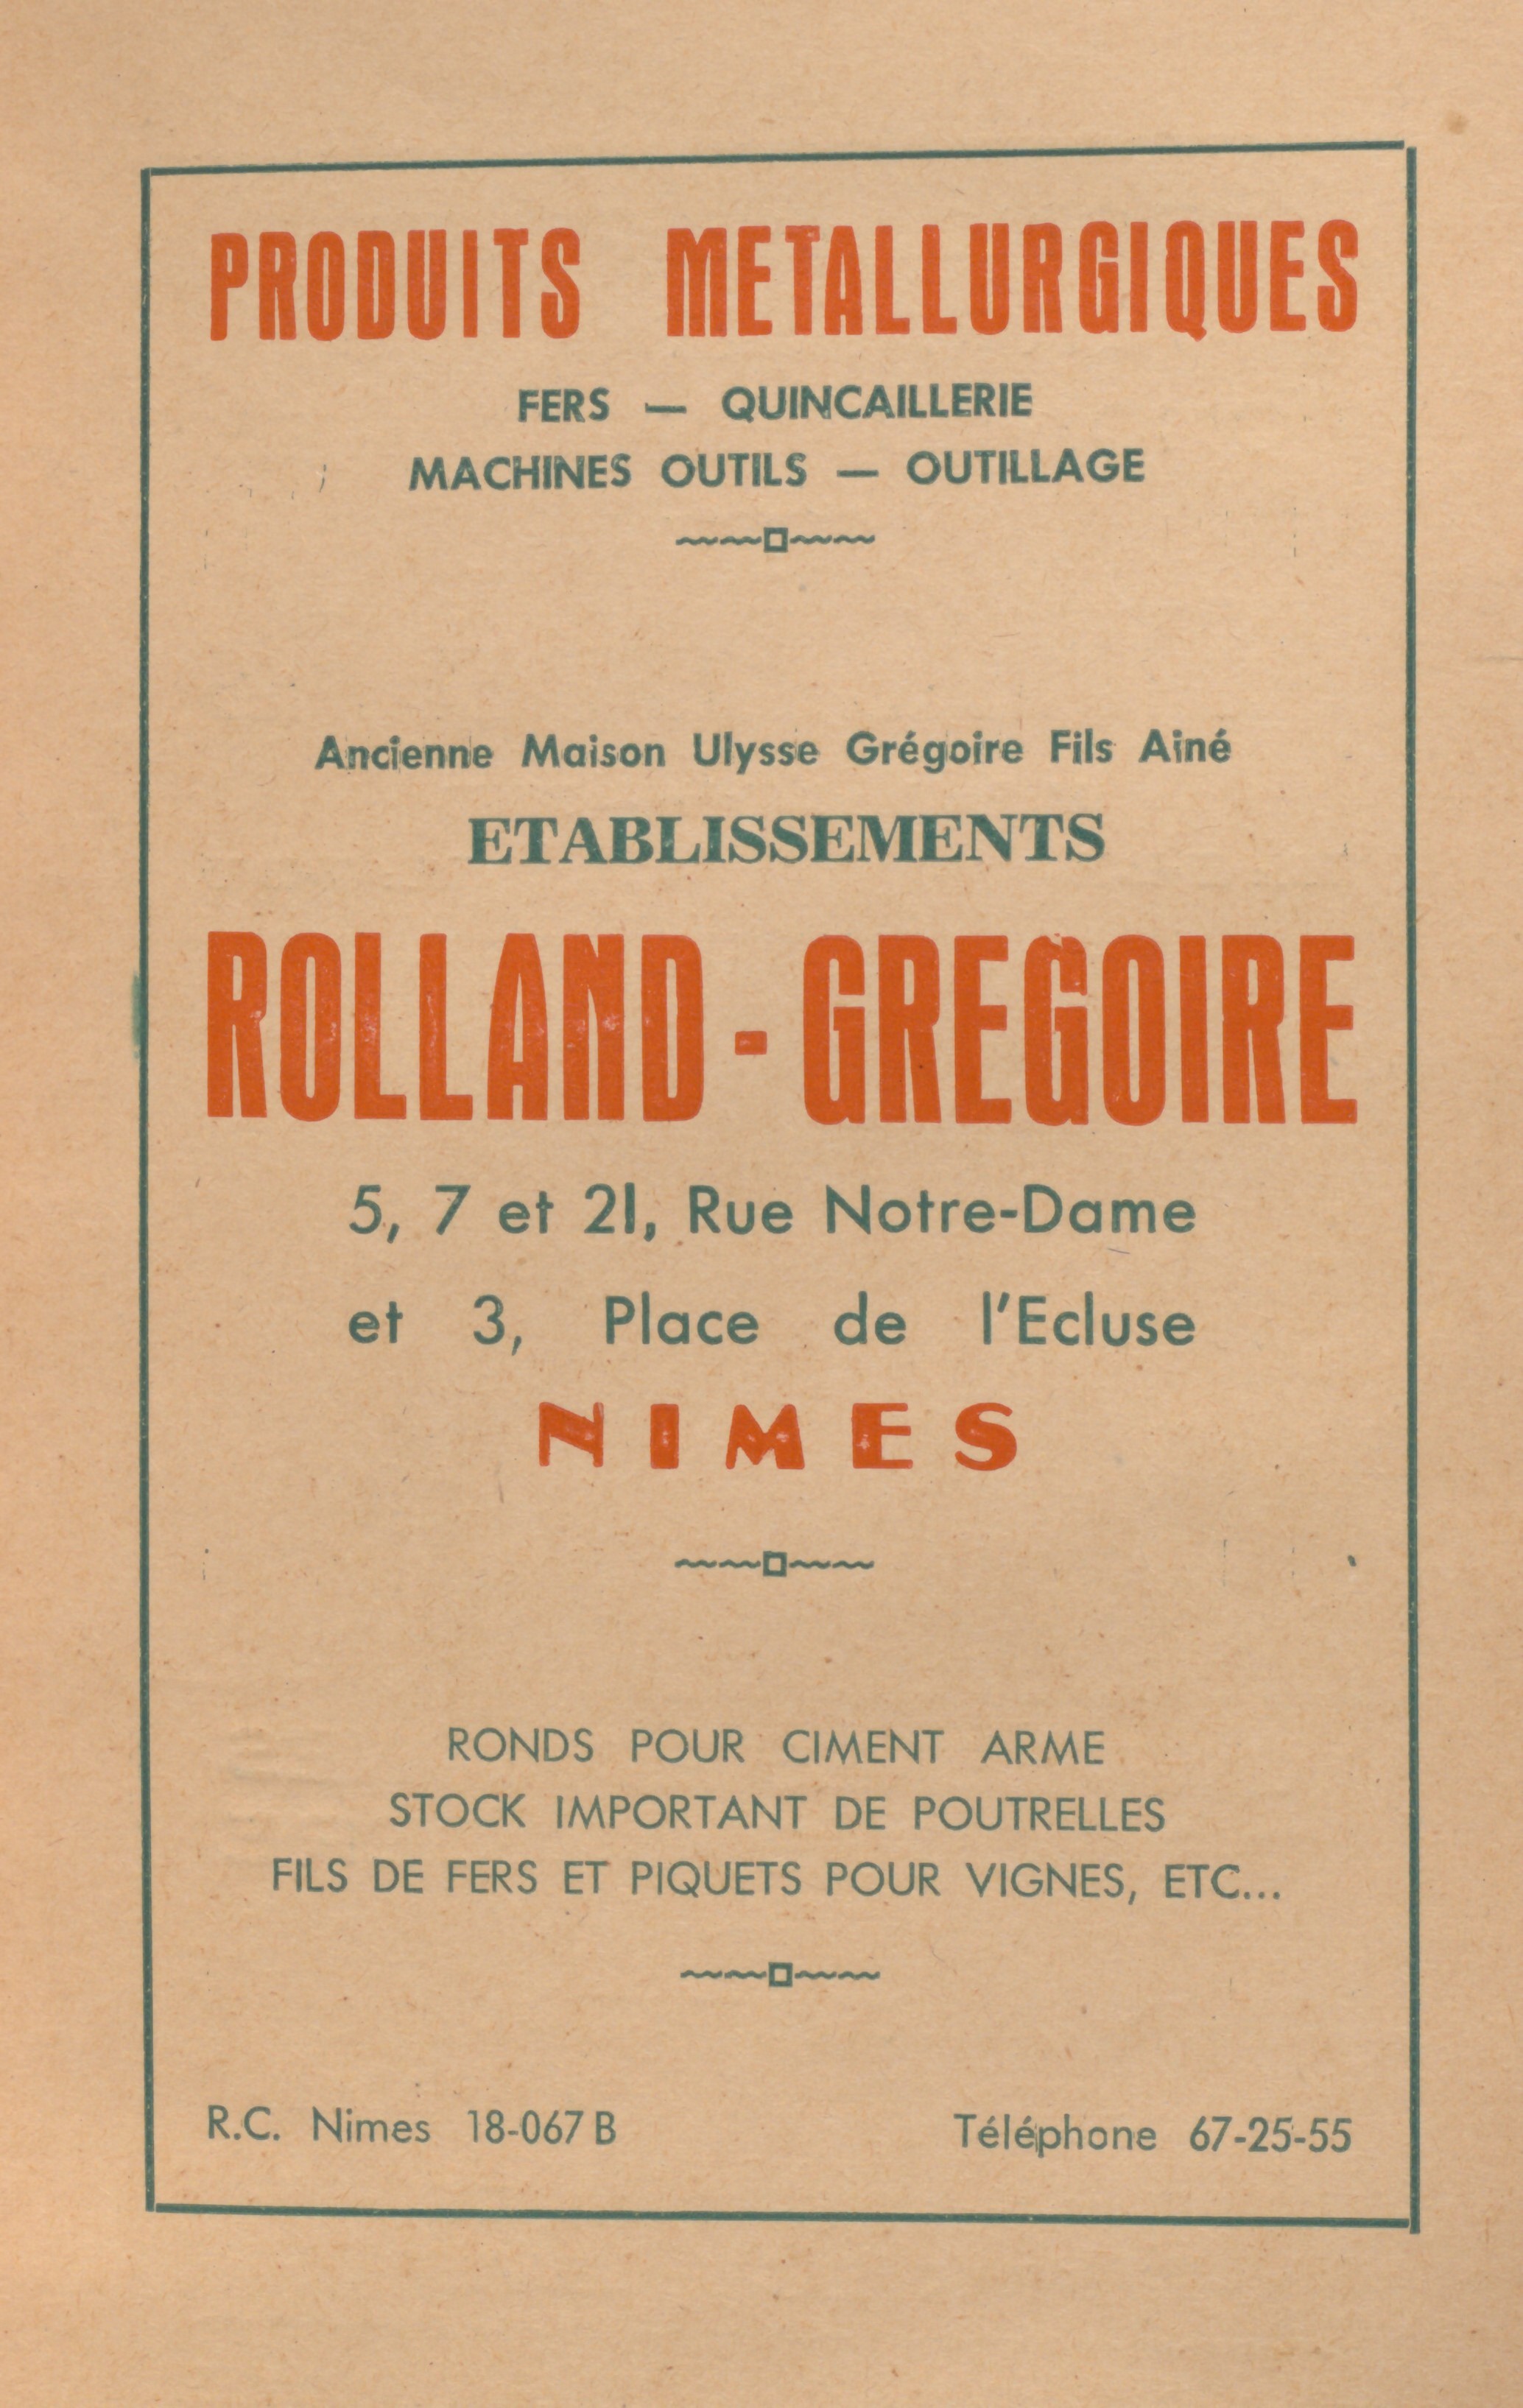 PRODUITS METALLURGIQUES
FERS — QUINCAILLERIE
MACHINES OUTILS — OUTILLAGE
Ancienne Maison Ulysse Grégoire Fils Ainé
ETABLISSEMENTS
ROLLAND - GREGOIRE
5, 7 et 21, Rue Notre-Dame
et 3, Place de l'Ecluse
NIMES
RONDS POUR CIMENT ARME
STOCK IMPORTANT DE POUTRELLES
FILS DE FERS ET PIQUETS POUR VIGNES, ETC...
R.C. Nimes 18-067 B
Téléphone 67-25-55